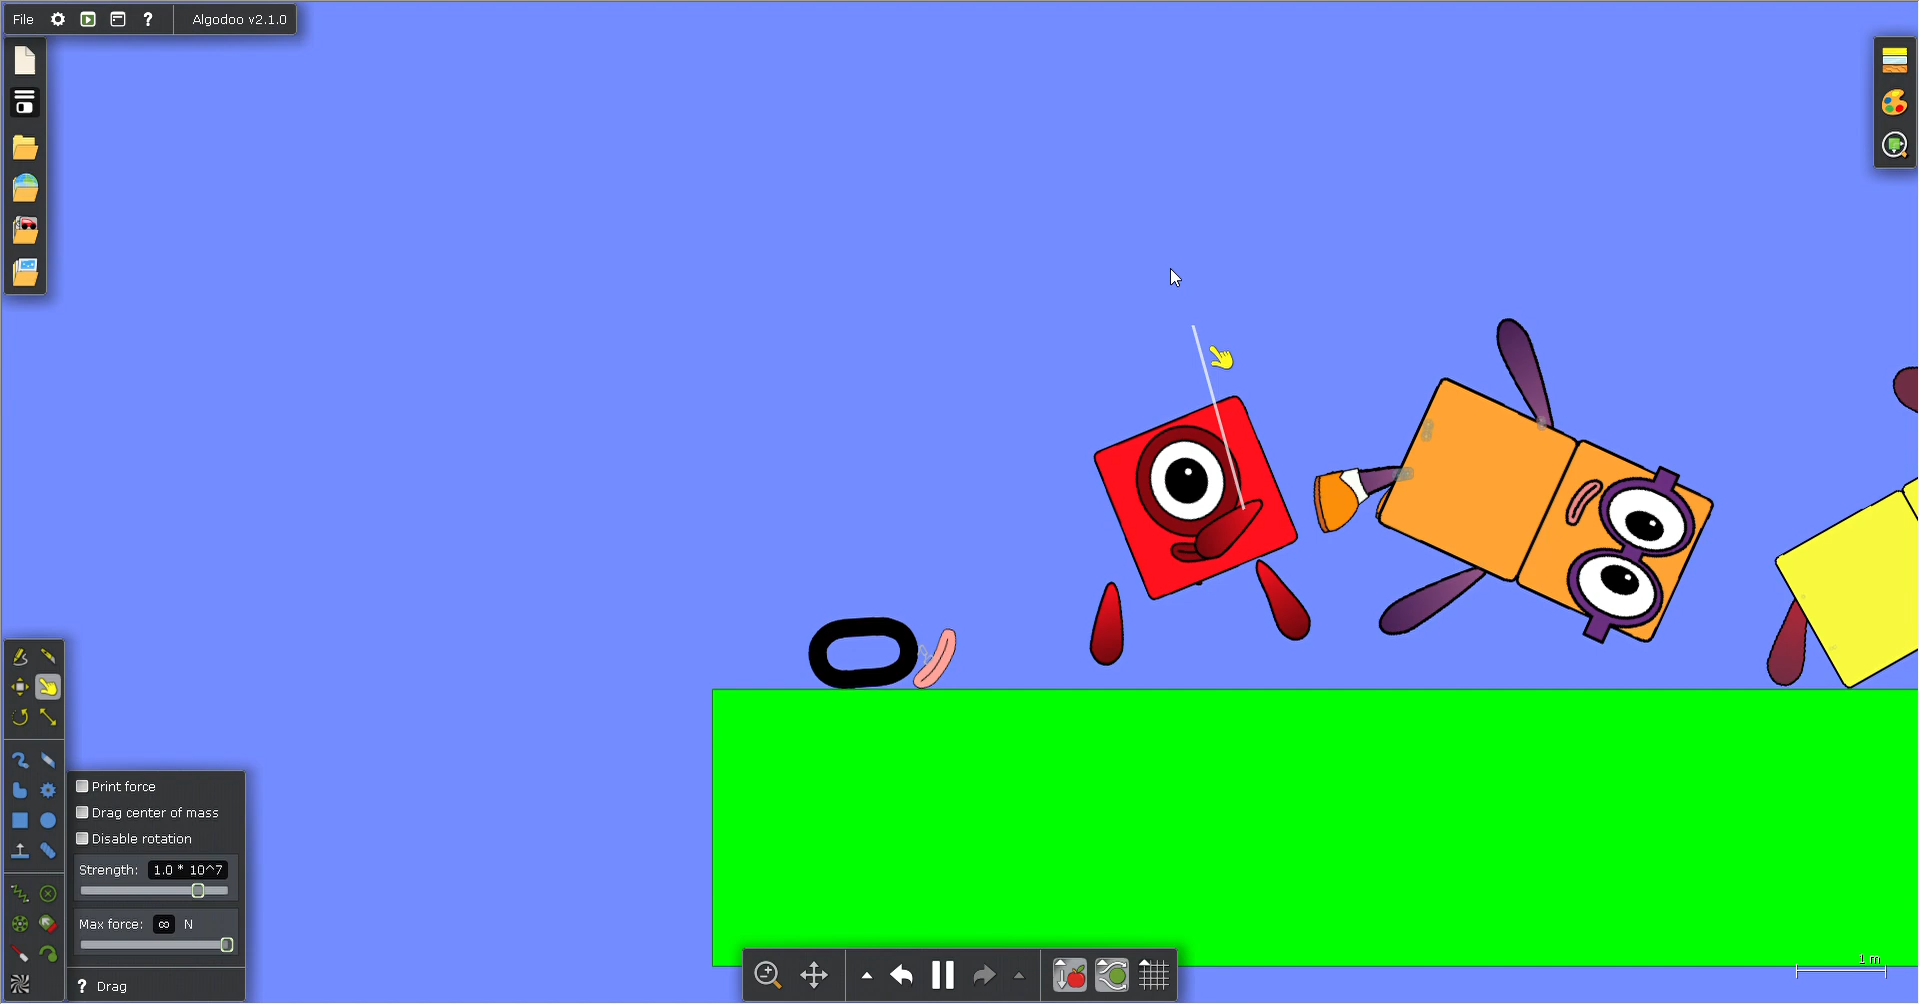 File ? Algodoo v2.1.0
Print force
Drag center of mass
Disable rotation
Strength: 1.0 * 10^7
Max force: ∞ N
? Drag
1 m